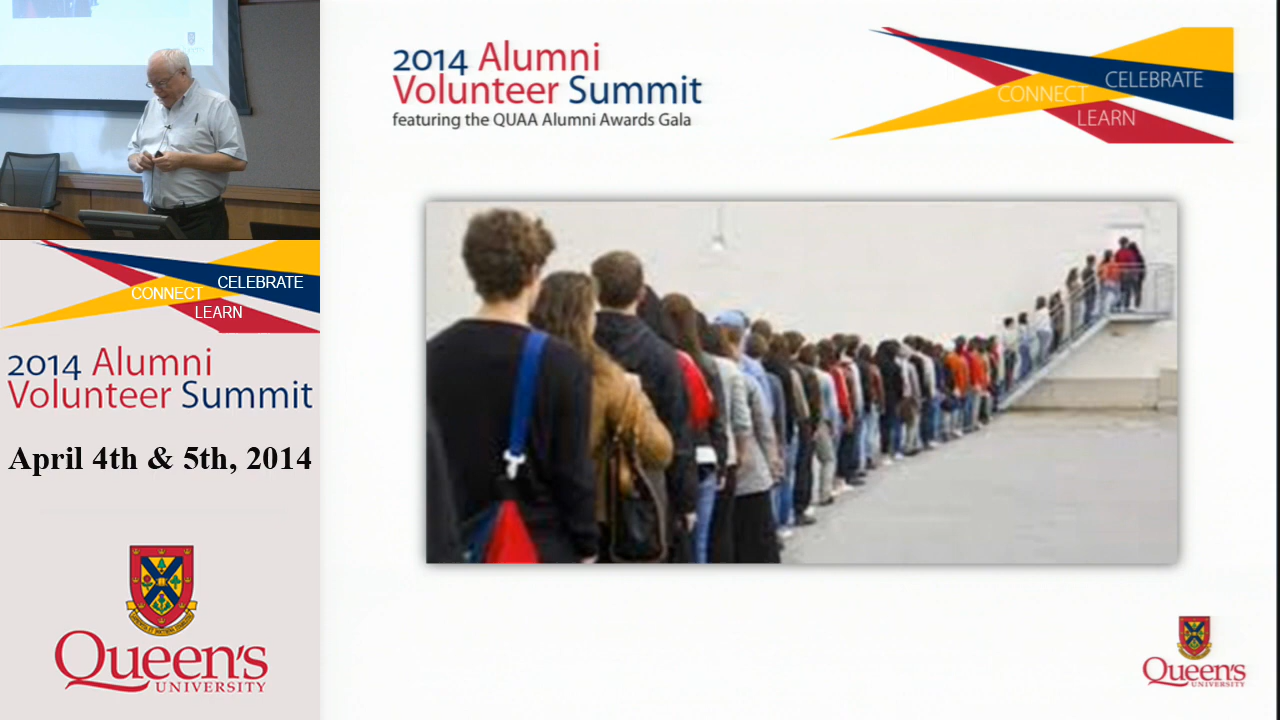 CELEBRATE
CONNECT
LEARN
2014 Alumni
Volunteer Summit
April 4th & 5th, 2014
Queen's
UNIVERSITY
2014 Alumni
Volunteer Summit
featuring the QUAA Alumni Awards Gala
CELEBRATE
CONNECT
LEARN
Queen's
UNIVERSITY